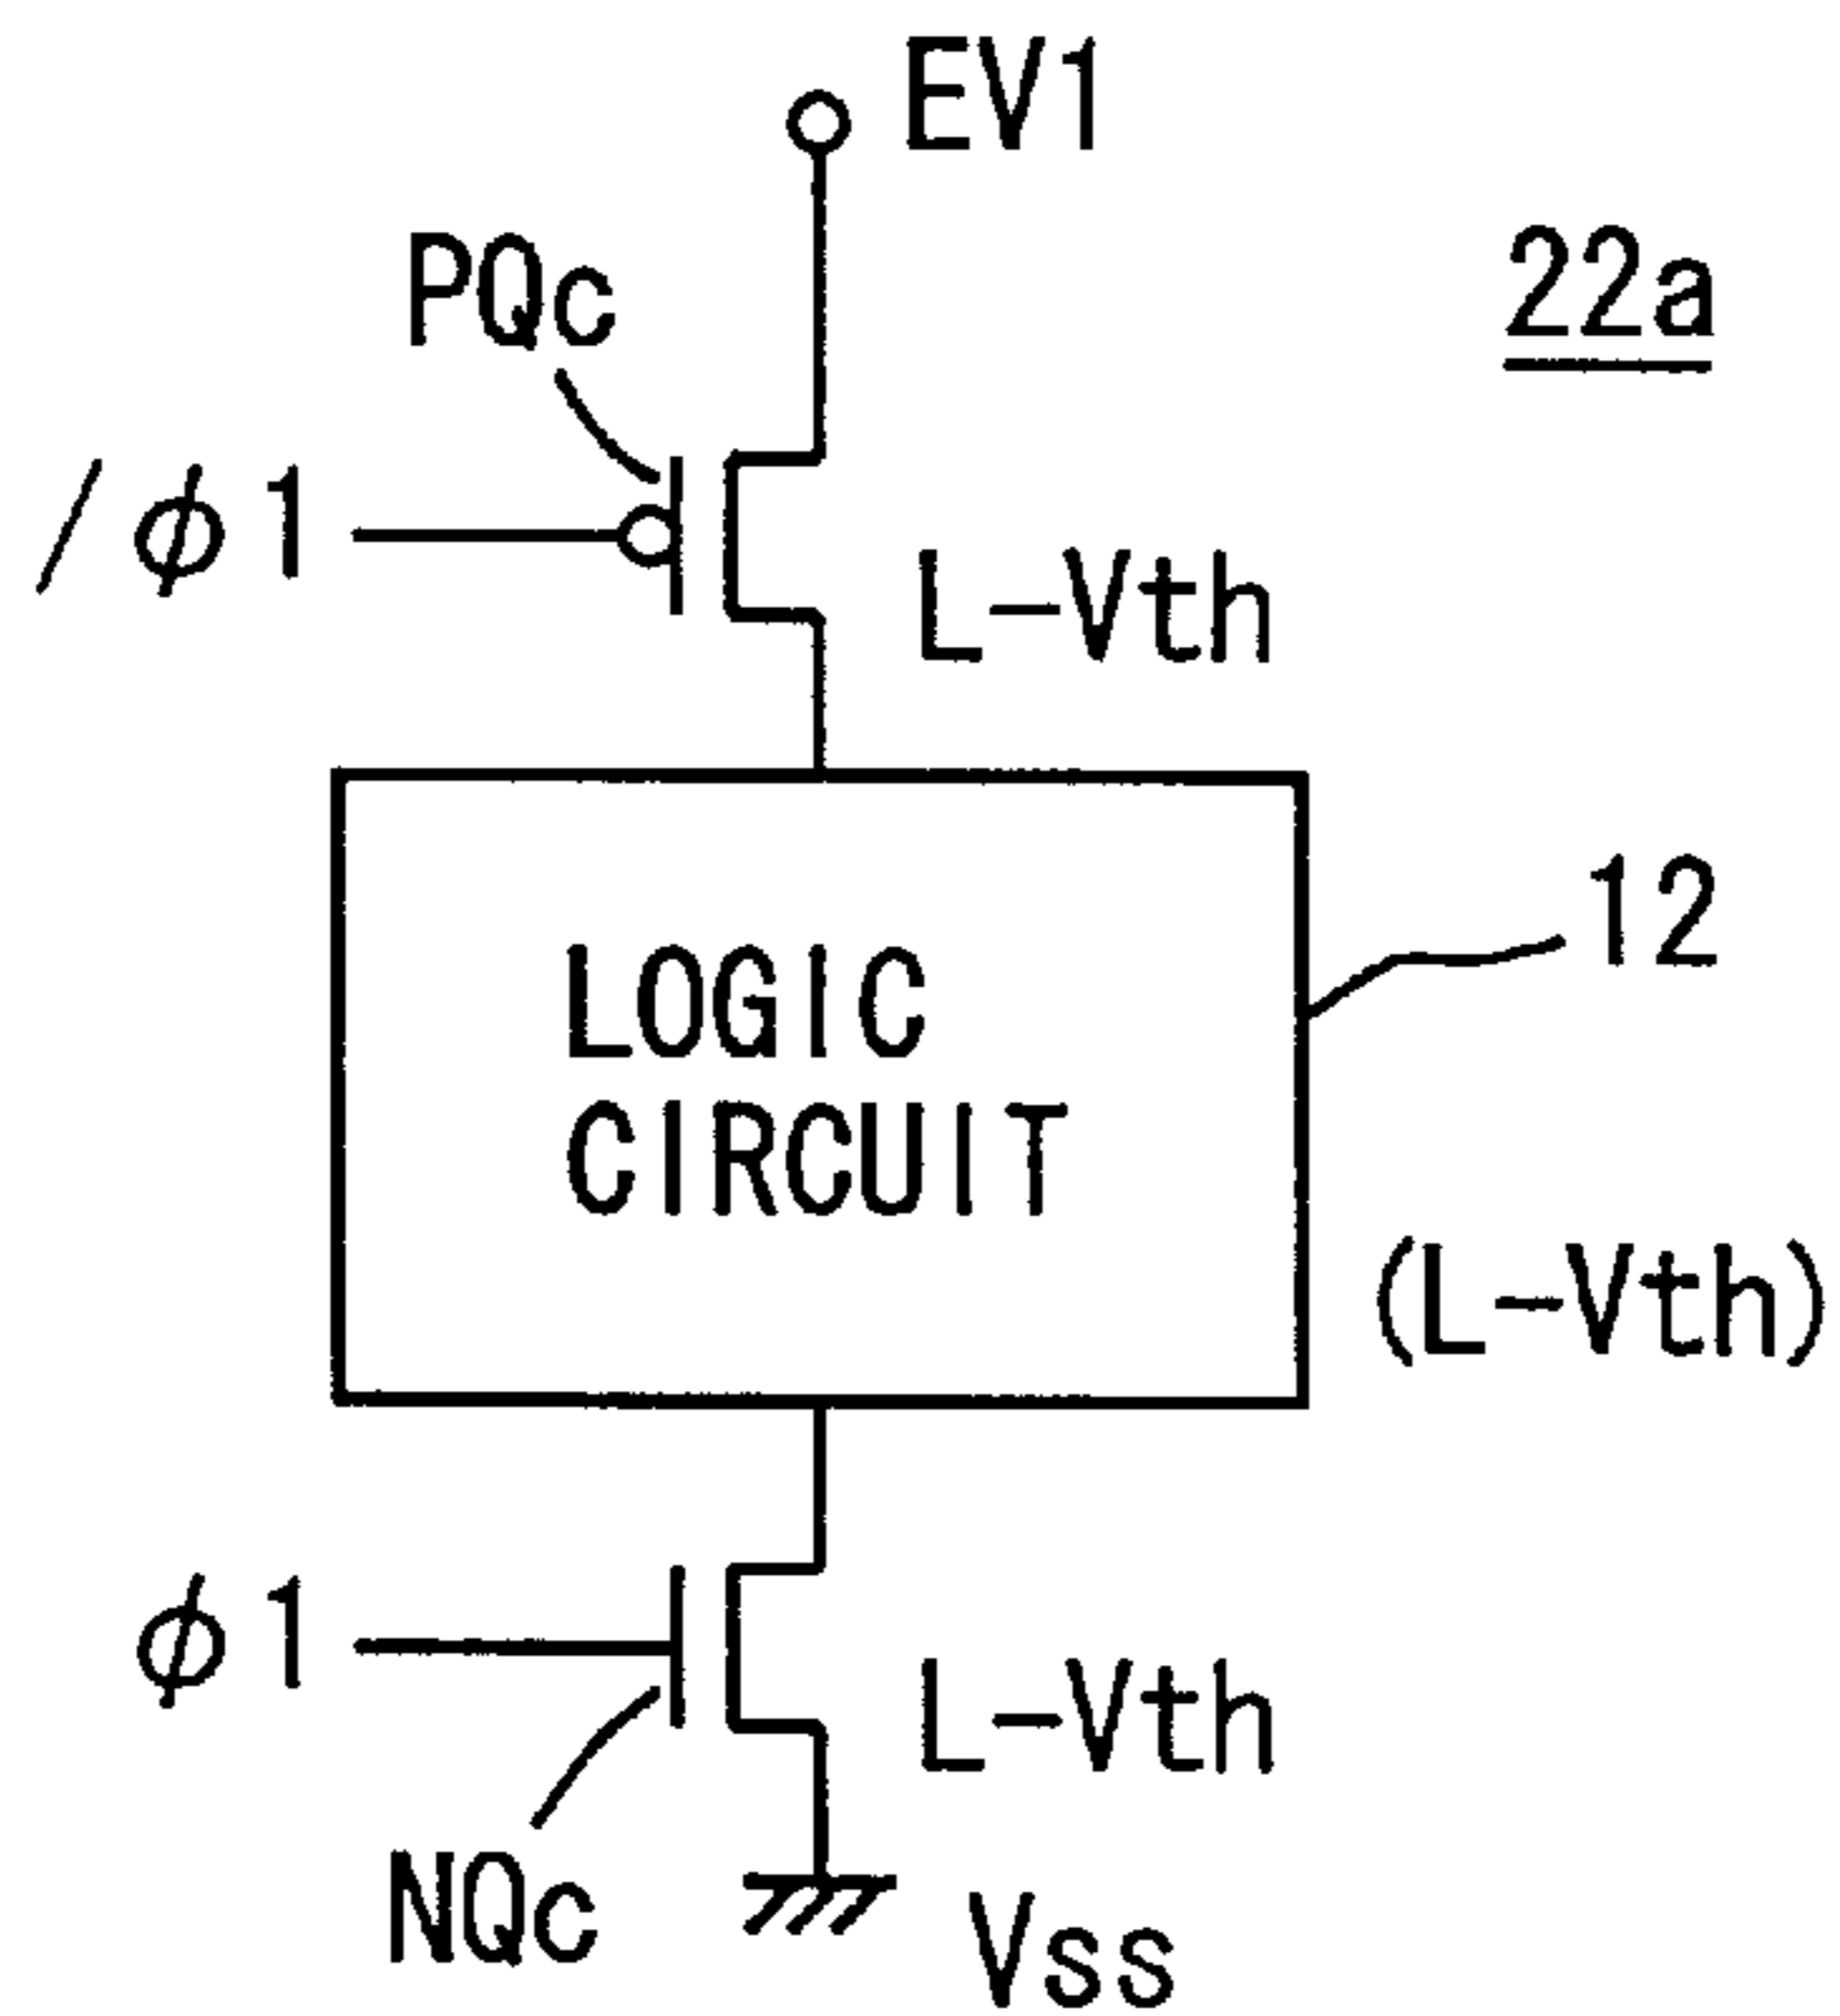 EV1
PQc
22a
/φ1
L-Vth
12
LOGIC
CIRCUIT
(L-Vth)
φ1
L-Vth
NQc
Vss